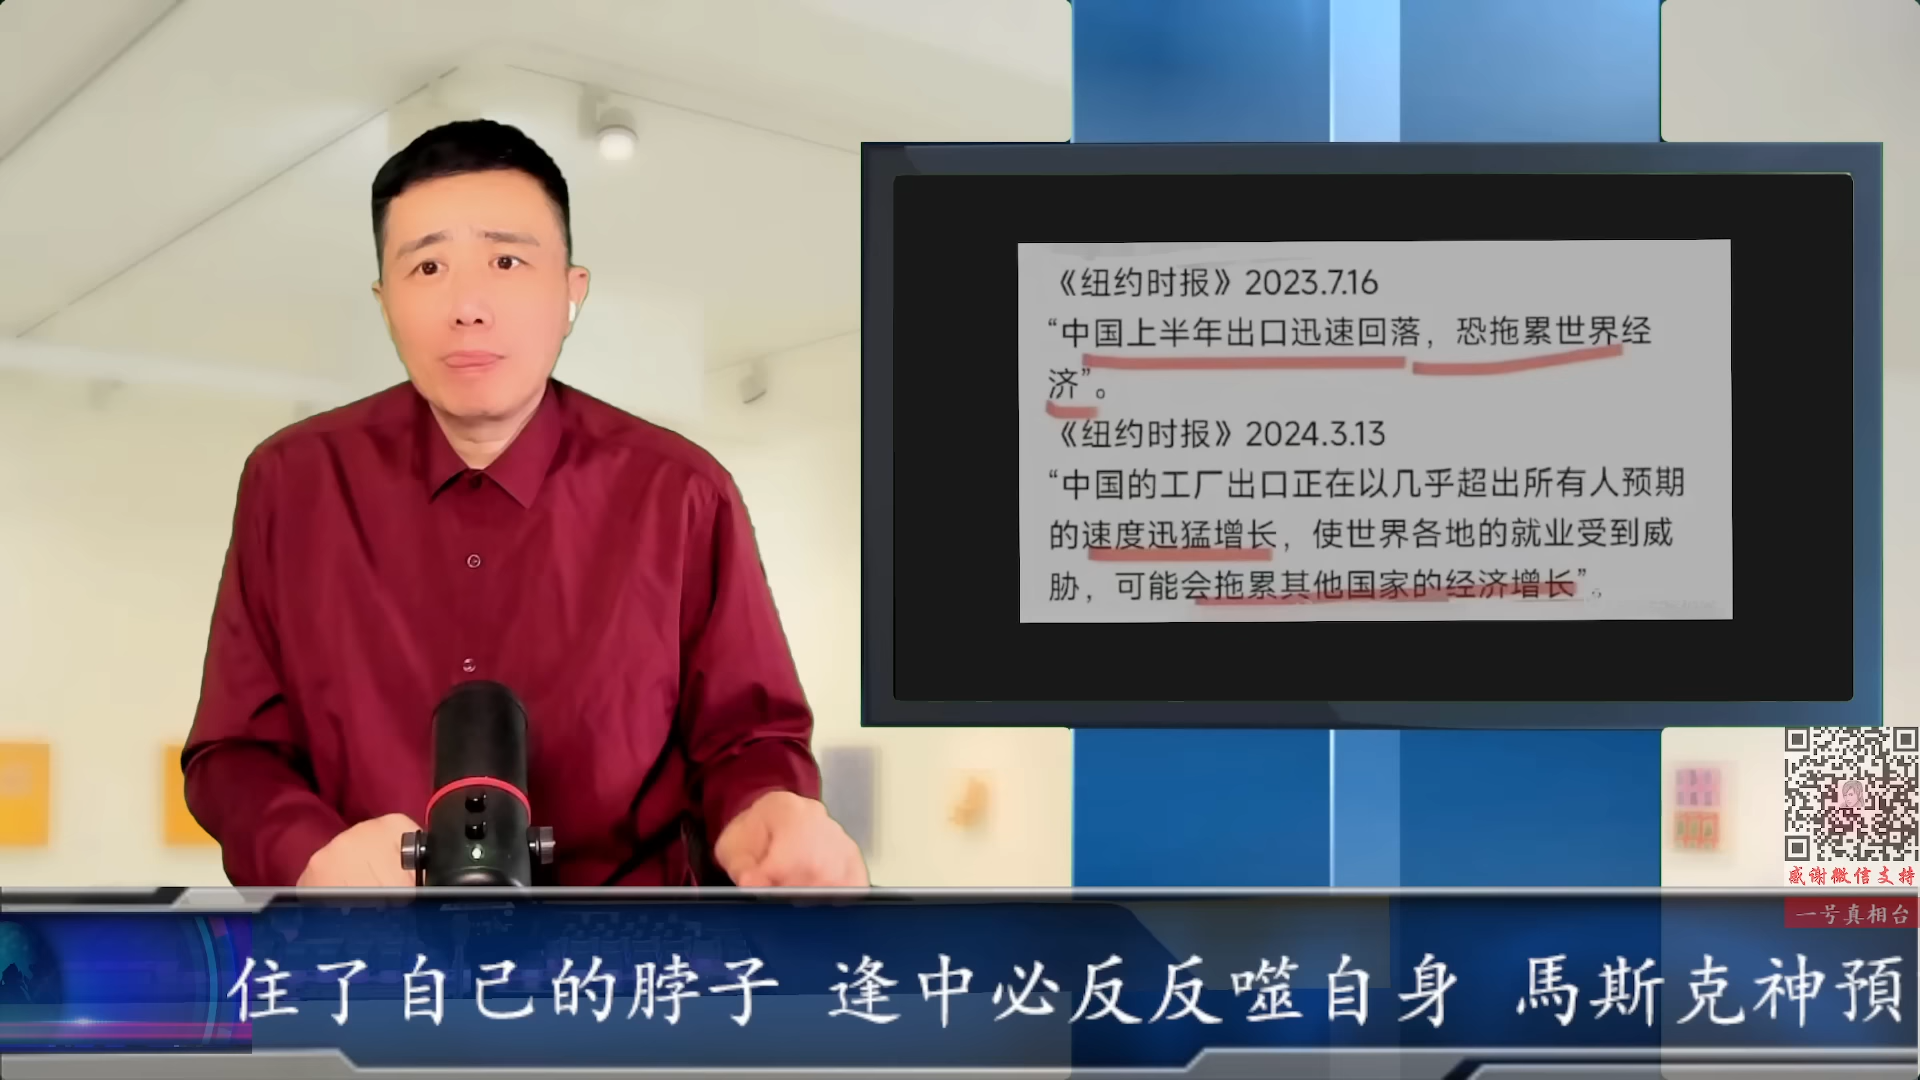 《纽约时报》2023.7.16
“中国上半年出口迅速回落，恐拖累世界经
济”。
《纽约时报》2024.3.13
“中国的工厂出口正在以几乎超出所有人预期
的速度迅猛增长，使世界各地的就业受到威
胁，可能会拖累其他国家的经济增长”。
感谢微信支持
一号真相台
住了自己的脖子 逢中必反反噬自身 馬斯克神預